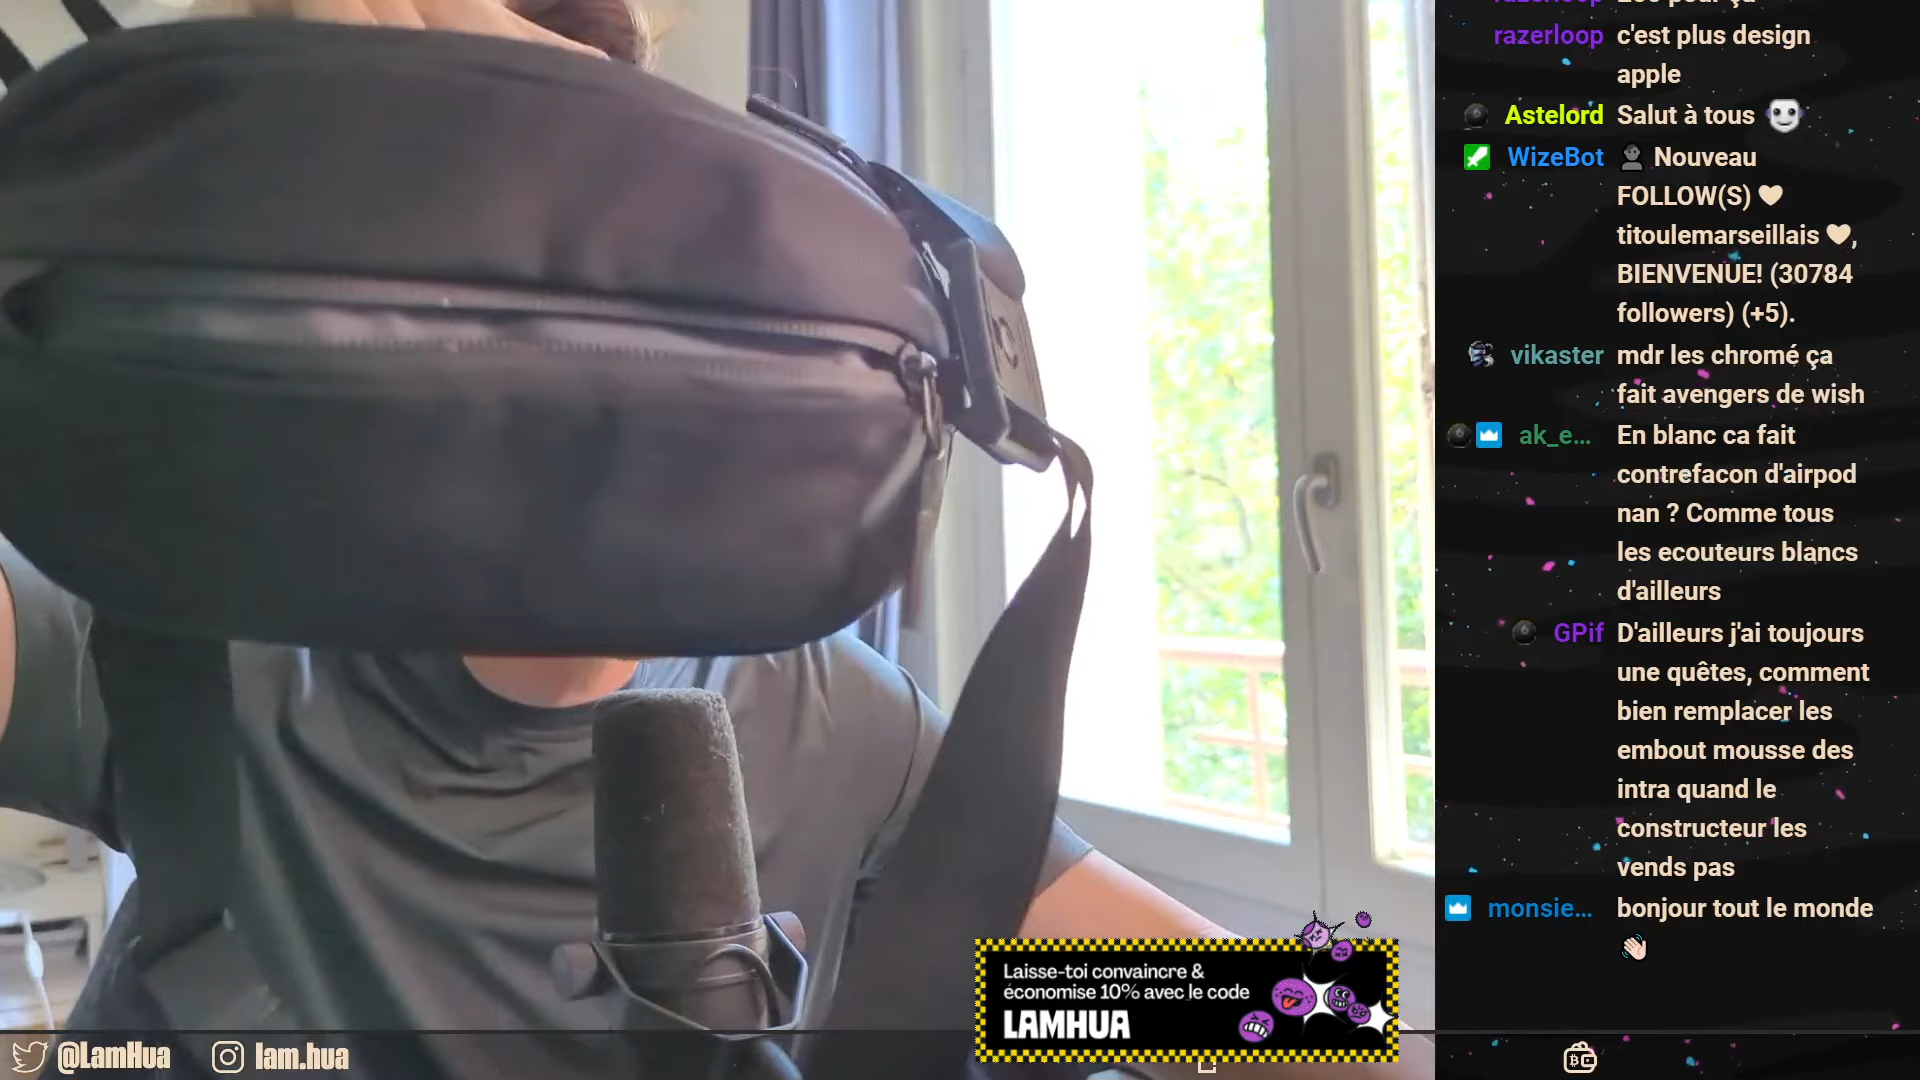 razerloop c'est plus design
apple
Astelord Salut à tous
WizeBot Nouveau
FOLLOW(S)
titoulemarseillais ,
BIENVENUE! (30784
followers) (+5).
vikaster mdr les chromé ça
fait avengers de wish
ak_e... En blanc ca fait
contrefacon d'airpod
nan ? Comme tous
les ecouteurs blancs
d'ailleurs
GPif D'ailleurs j'ai toujours
une quêtes, comment
bien remplacer les
embout mousse des
intra quand le
constructeur les
vends pas
monsie... bonjour tout le monde
Laisse-toi convaincre &
économise 10% avec le code
LAMHUA
@LamHua
lam.hua